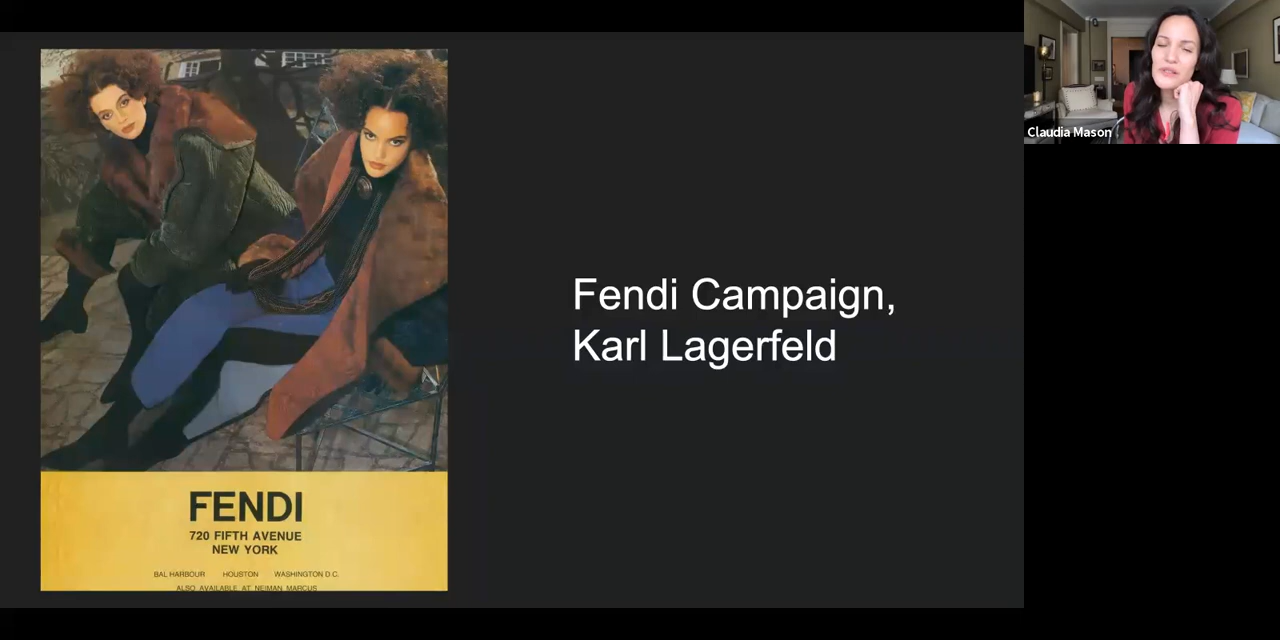 Claudia Mason
Fendi Campaign,
Karl Lagerfeld
FENDI
720 FIFTH AVENUE
NEW YORK
BAL HARBOUR HOUSTON WASHINGTON D.C.
ALSO AVAILABLE AT NEIMAN MARCUS